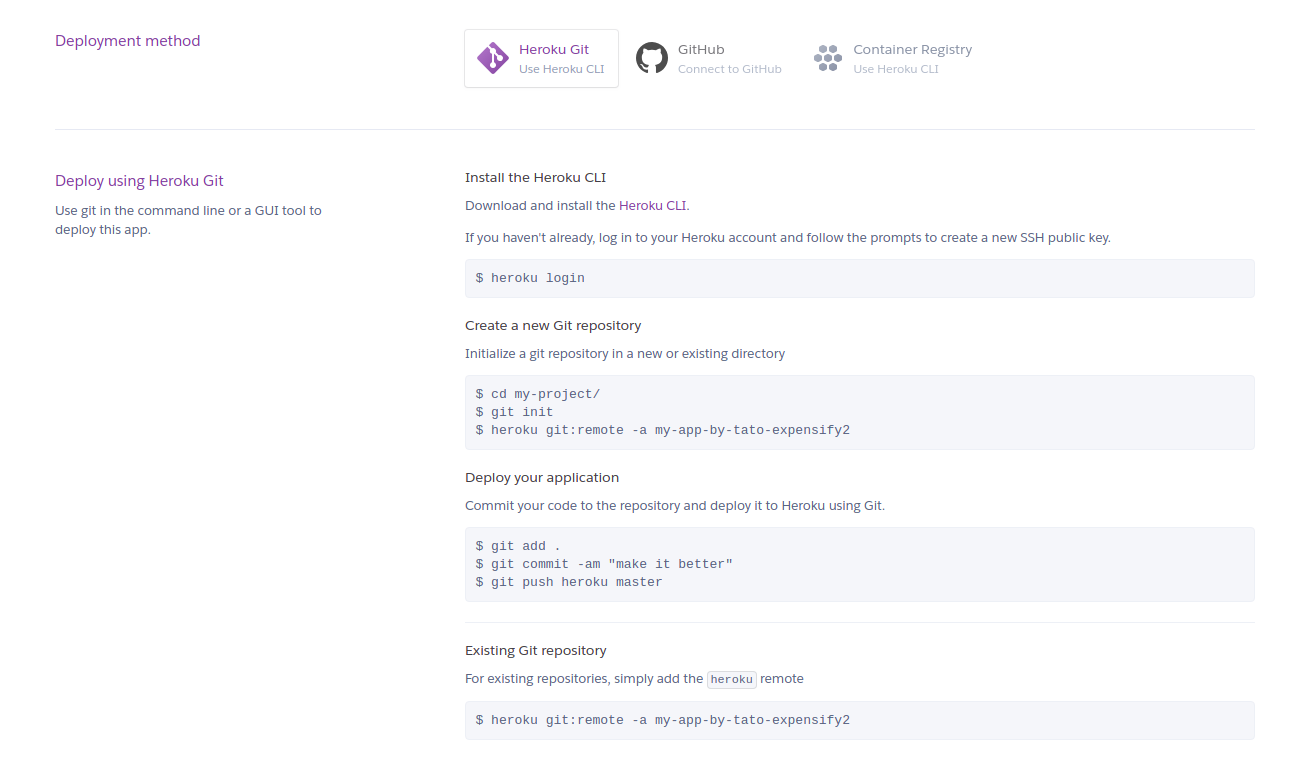 Deployment method
Heroku Git
Use Heroku CLI
GitHub
Connect to GitHub
Container Registry
Use Heroku CLI
Deploy using Heroku Git
Use git in the command line or a GUI tool to
deploy this app.
Install the Heroku CLI
Download and install the Heroku CLI.
If you haven't already, log in to your Heroku account and follow the prompts to create a new SSH public key.
$ heroku login
Create a new Git repository
Initialize a git repository in a new or existing directory
$ cd my-project/
$ git init
$ heroku git:remote -a my-app-by-tato-expensify2
Deploy your application
Commit your code to the repository and deploy it to Heroku using Git.
$ git add .
$ git commit -am "make it better"
$ git push heroku master
Existing Git repository
For existing repositories, simply add the heroku remote
$ heroku git:remote -a my-app-by-tato-expensify2